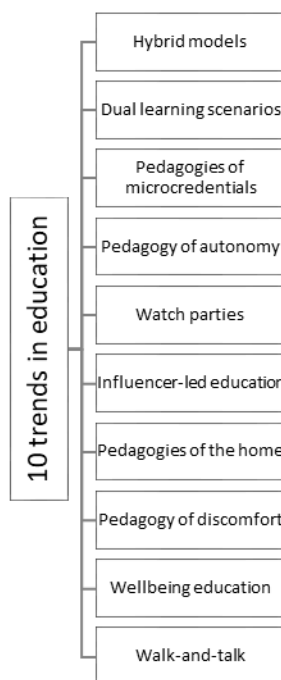 10 trends in education
Hybrid models
Dual learning scenarios
Pedagogies of
microcredentials
Pedagogy of autonomy
Watch parties
Influencer-led education
Pedagogies of the home
Pedagogy of discomfort
Wellbeing education
Walk-and-talk